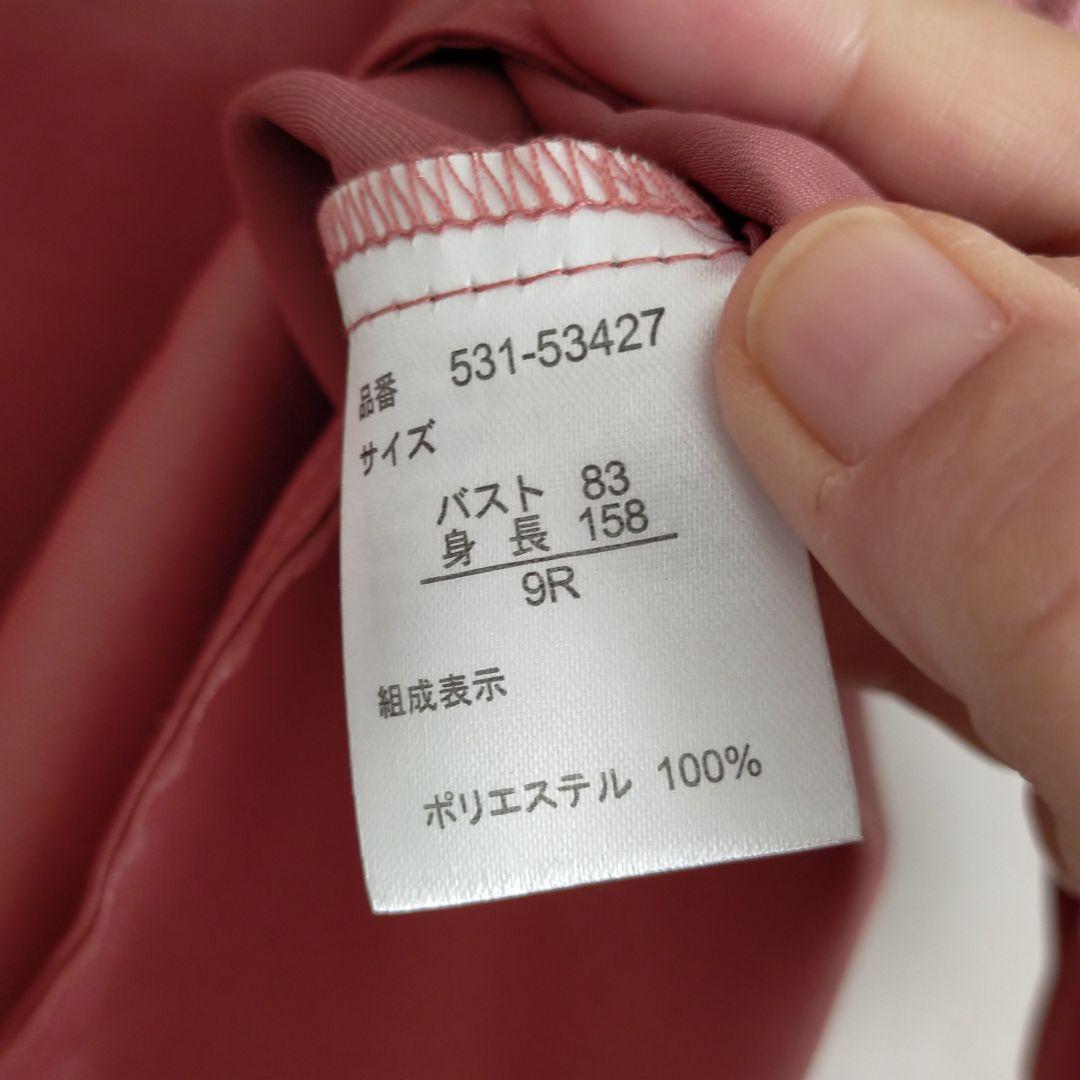 品番 531-53427
サイズ
バスト 83
身長 158
9R
組成表示
ポリエステル 100%